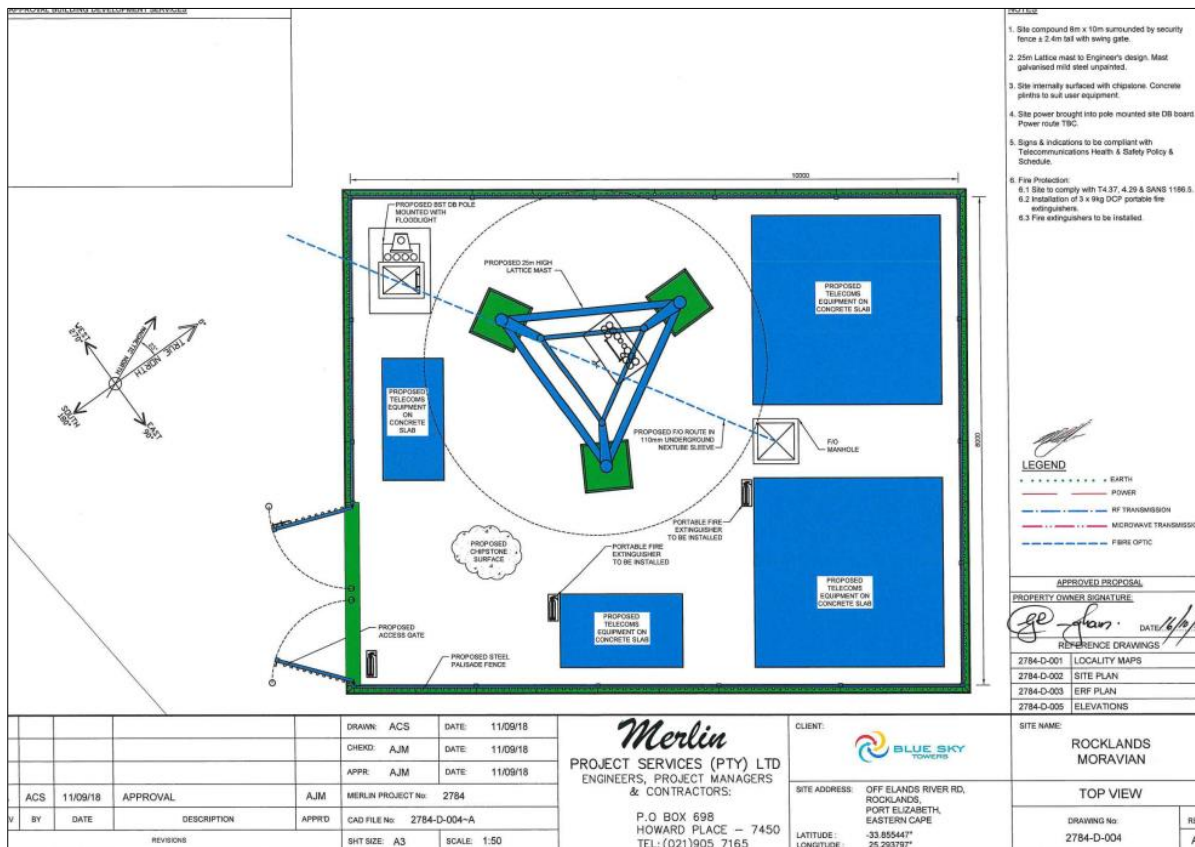 APPROVAL BUILDING DEVELOPMENT SERVICES
NOTES
1. Site compound 8m x 10m surrounded by security
fence ± 2.4m tall with swing gate.
2. 25m Lattice mast to Engineer's design. Mast
galvanised mild steel unpainted.
3. Site internally surfaced with chipstone. Concrete
plinths to suit user equipment.
4. Site power brought into pole mounted site DB board.
Power route TBC.
5. Signs & indications to be compliant with
Telecommunications Health & Safety Policy &
Schedule.
6. Fire Protection:
6.1 Site to comply with T4.37, 4.29 & SANS 1186.5.
6.2 Installation of 3 x 9kg DCP portable fire
extinguishers.
6.3 Fire extinguishers to be installed.
10000
8000
PROPOSED BST DB POLE
MOUNTED WITH
FLOODLIGHT
PROPOSED 25m HIGH
LATTICE MAST
PROPOSED
TELECOMS
EQUIPMENT ON
CONCRETE SLAB
PROPOSED
TELECOMS
EQUIPMENT
ON
CONCRETE
SLAB
PROPOSED F/O ROUTE IN
110mm UNDERGROUND
NEXTUBE SLEEVE
F/O
MANHOLE
PORTABLE FIRE
EXTINGUISHER
TO BE INSTALLED
PROPOSED
CHIPSTONE
SURFACE
PORTABLE FIRE
EXTINGUISHER
TO BE INSTALLED
PROPOSED
TELECOMS
EQUIPMENT ON
CONCRETE SLAB
PROPOSED
TELECOMS
EQUIPMENT ON
CONCRETE SLAB
PROPOSED
ACCESS GATE
PROPOSED STEEL
PALISADE FENCE
WEST
270°
MAGNETIC NORTH
TRUE NORTH
0°
SOUTH
180°
EAST
90°
LEGEND
EARTH
POWER
RF TRANSMISSION
MICROWAVE TRANSMISSIO
FIBRE OPTIC
APPROVED PROPOSAL
PROPERTY OWNER SIGNATURE:
DATE
REFERENCE DRAWINGS
2784-D-001 LOCALITY MAPS
2784-D-002 SITE PLAN
2784-D-003 ERF PLAN
2784-D-005 ELEVATIONS
ACS 11/09/18 APPROVAL AJM
BY DATE DESCRIPTION APPR'D
REVISIONS
DRAWN: ACS DATE: 11/09/18
CHEKD: AJM DATE: 11/09/18
APPR: AJM DATE: 11/09/18
MERLIN PROJECT No: 2784
CAD FILE No: 2784-D-004~A
SHT SIZE: A3 SCALE: 1:50
Merlin
PROJECT SERVICES (PTY) LTD
ENGINEERS, PROJECT MANAGERS
& CONTRACTORS:
P.O BOX 698
HOWARD PLACE - 7450
TEL:(021)905 7165
CLIENT:
BLUE SKY
TOWERS
SITE ADDRESS: OFF ELANDS RIVER RD,
ROCKLANDS,
PORT ELIZABETH,
EASTERN CAPE
LATITUDE : -33.855447°
LONGITUDE : 25.293797°
SITE NAME:
ROCKLANDS
MORAVIAN
TOP VIEW
DRAWING No:
2784-D-004